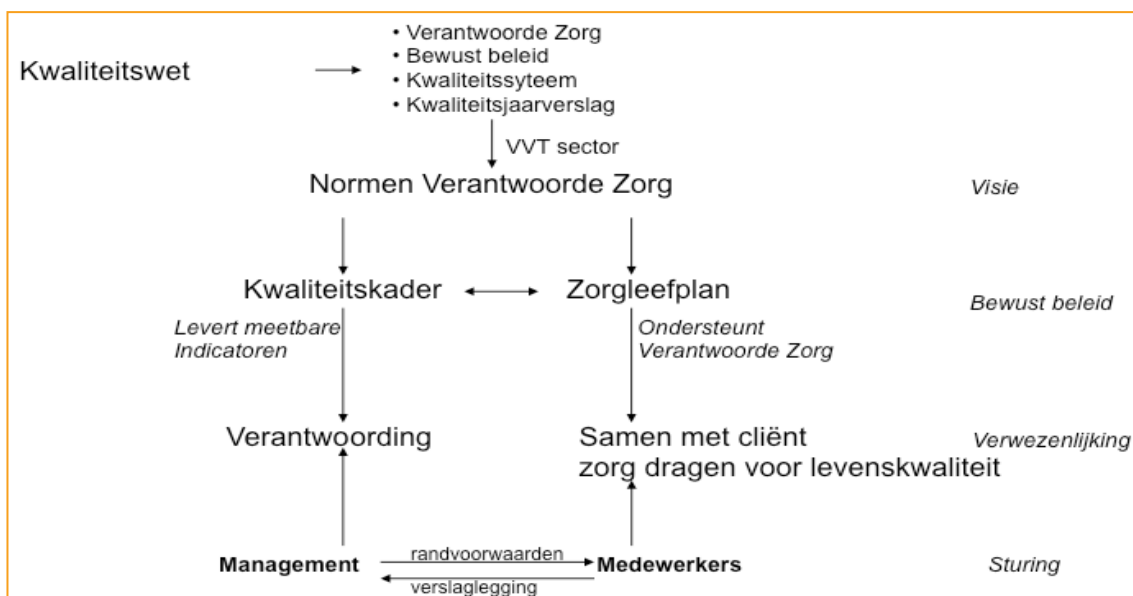 • Verantwoorde Zorg
• Bewust beleid
Kwaliteitswet
• Kwaliteitssyteem
• Kwaliteitsjaarverslag
VVT sector
Normen Verantwoorde Zorg
Visie
Kwaliteitskader
Zorgleefplan
Bewust beleid
Levert meetbare
Indicatoren
Ondersteunt
Verantwoorde Zorg
Verantwoording
Samen met cliënt
zorg dragen voor levenskwaliteit
Verwezenlijking
randvoorwaarden
Management
Medewerkers
Sturing
verslaglegging